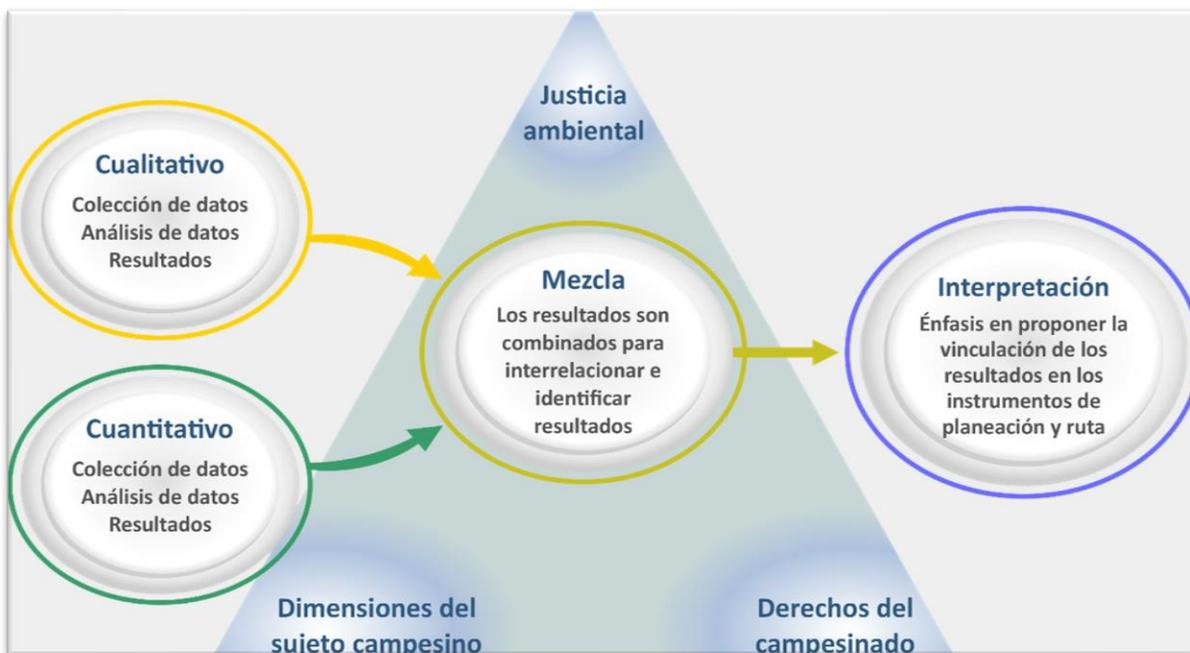 Justicia
ambiental
Cualitativo
Colección de datos
Análisis de datos
Resultados
Cuantitativo
Colección de datos
Análisis de datos
Resultados
Mezcla
Los resultados son
combinados para
interrelacionar e
identificar
resultados
Interpretación
Énfasis en proponer la
vinculación de los
resultados en los
instrumentos de
planeación y ruta
Dimensiones del
sujeto campesino
Derechos del
campesinado